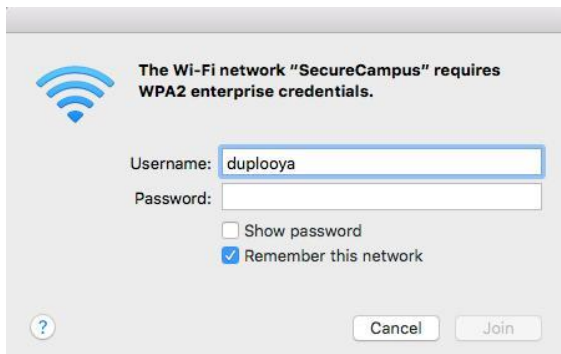 The Wi-Fi network “SecureCampus” requires
WPA2 enterprise credentials.
Username: duplooya
Password:
Show password
Remember this network
? Cancel Join